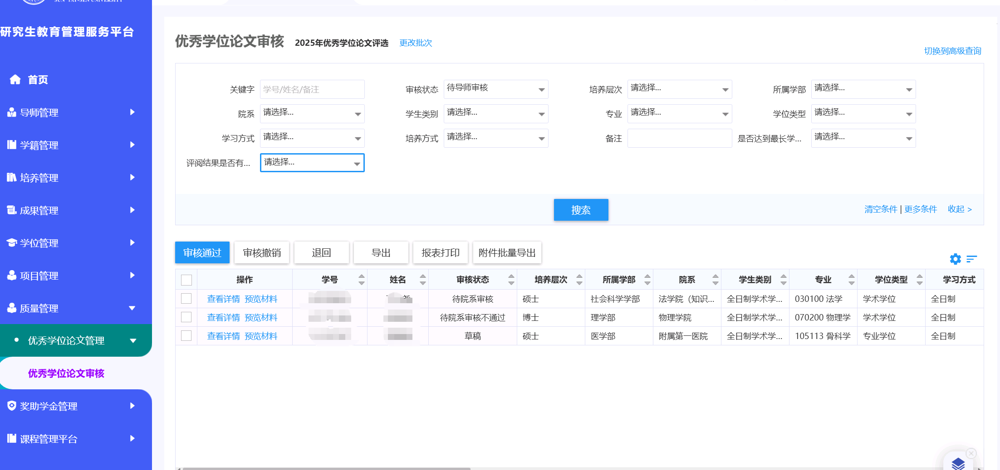 SUN YAT-SEN UNIVERSITY
研究生教育管理服务平台
首页
导师管理
学籍管理
培养管理
成果管理
学位管理
项目管理
质量管理
优秀学位论文管理
优秀学位论文审核
奖助学金管理
课程管理平台
优秀学位论文审核 2025年优秀学位论文评选 更改批次
切换到高级查询
关键字 学号/姓名/备注 审核状态 待导师审核 培养层次 请选择... 所属学部 请选择...
院系 请选择... 学生类别 请选择... 专业 请选择... 学位类型 请选择...
学习方式 请选择... 培养方式 请选择... 备注 是否达到最长学... 请选择...
评阅结果是否有... 请选择...
搜索 清空条件 | 更多条件 收起 >
审核通过 审核撤销 退回 导出 报表打印 附件批量导出
操作 学号 姓名 审核状态 培养层次 所属学部 院系 学生类别 专业 学位类型 学习方式
查看详情 预览材料 待院系审核 硕士 社会科学学部 法学院（知识... 全日制学术学... 030100 法学 学术学位 全日制
查看详情 预览材料 待院系审核不通过 博士 理学部 物理学院 全日制学术学... 070200 物理学 学术学位 全日制
查看详情 预览材料 草稿 硕士 医学部 附属第一医院 全日制学术学... 105113 骨科学 专业学位 全日制